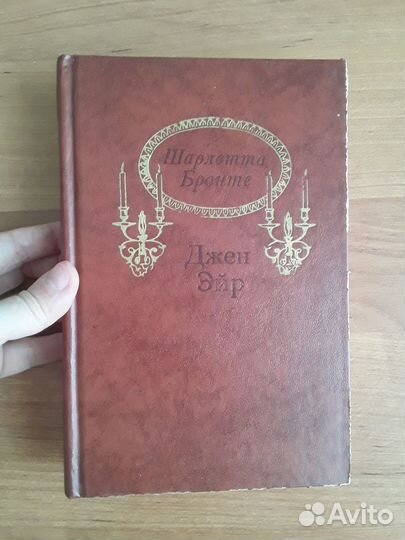 Шарлотта
Бронте
Джен
Эйр
Avito